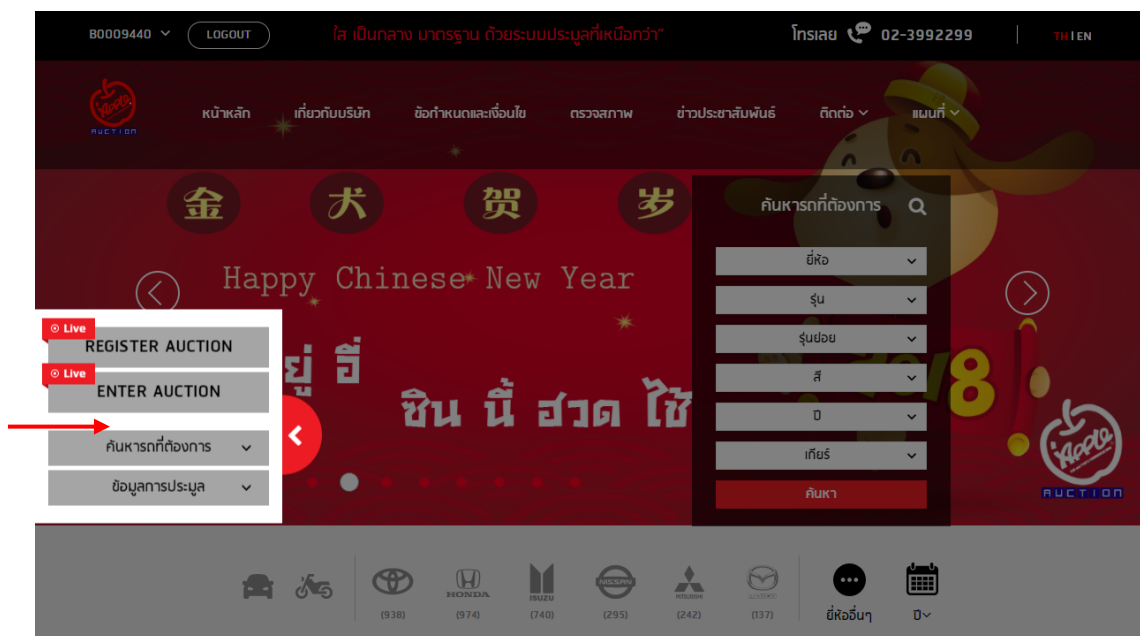 B0009440 LOGOUT ใส เป็นกลาง มาตรฐาน ด้วยระบบประมูลที่เหนือกว่า" โทรเลย 02-3992299 TH | EN
Apple
AUCTION
หน้าหลัก เกี่ยวกับบริษัท ข้อกำหนดและเงื่อนไข ตรวจสภาพ ข่าวประชาสัมพันธ์ ติดต่อ แผนที่
金 犬 贺 岁
Happy Chinese New Year
ยู่ อี่
ซิน นี้ ฮวด ใช้
8
ค้นหารถที่ต้องการ
ยี่ห้อ
รุ่น
รุ่นย่อย
สี
ปี
เกียร์
ค้นหา
Live
REGISTER AUCTION
Live
ENTER AUCTION
ค้นหารถที่ต้องการ
ข้อมูลการประมูล
Apple
AUCTION
HONDA ISUZU NISSAN MITSUBISHI
(938) (974) (740) (295) (242) (137) ยี่ห้ออื่นๆ ปี